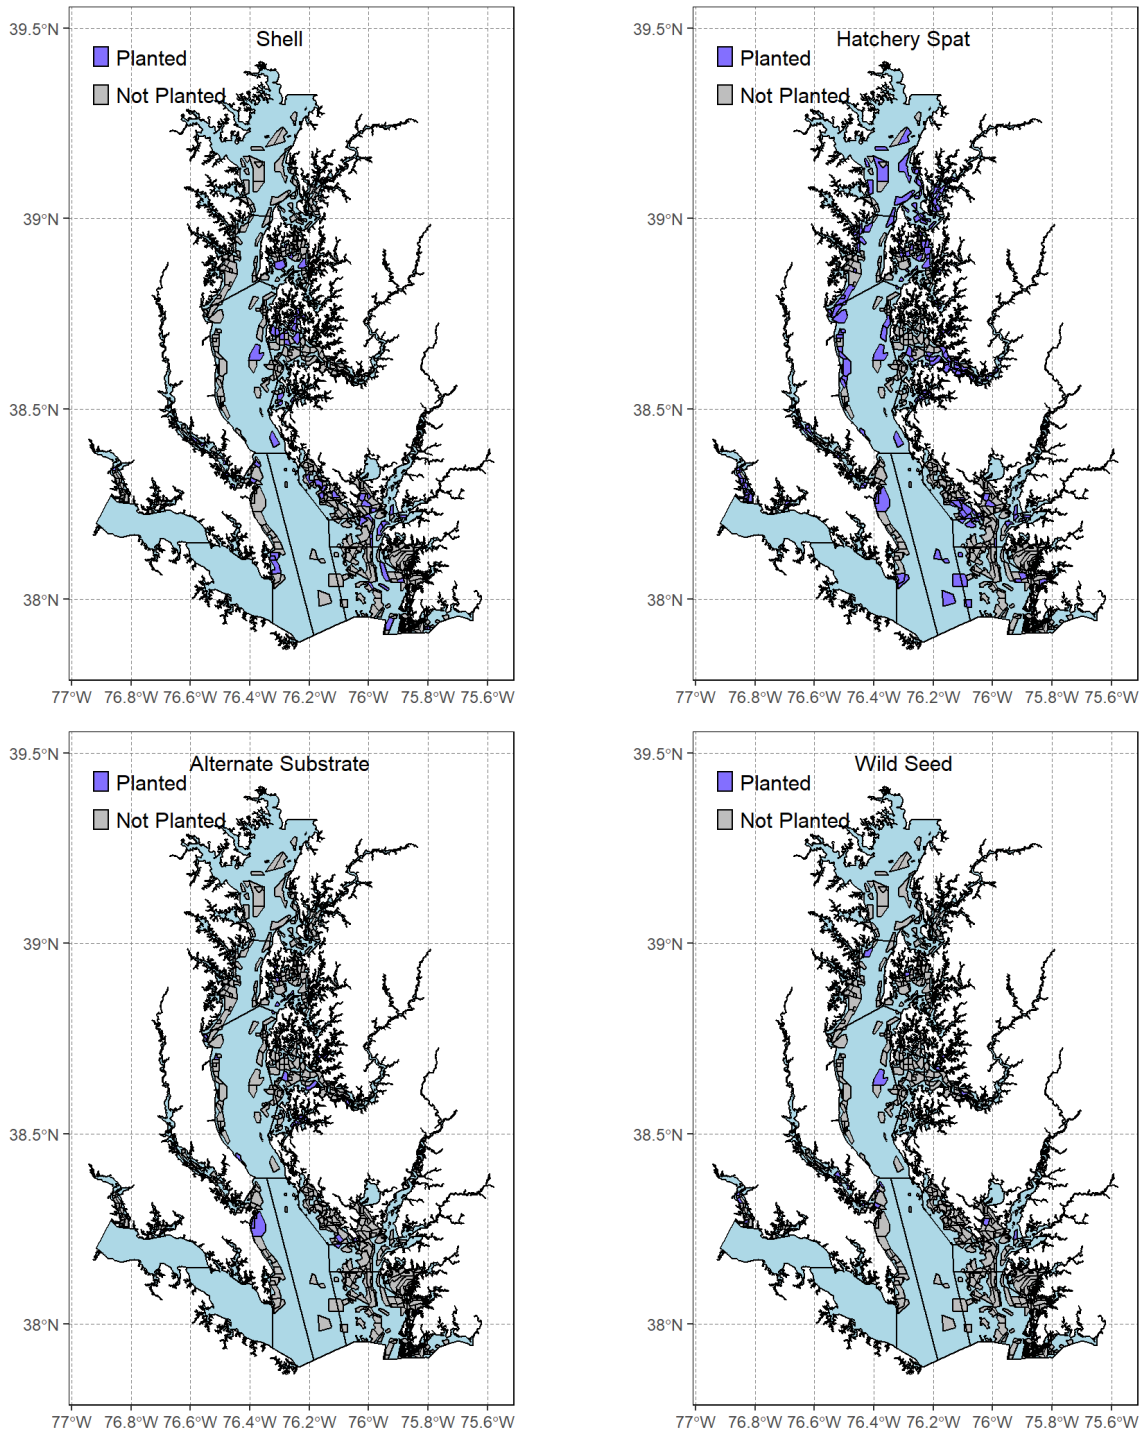 Shell
Planted
Not Planted
39.5°N
39°N
38.5°N
38°N
77°W 76.8°W 76.6°W 76.4°W 76.2°W 76°W 75.8°W 75.6°W
Hatchery Spat
Planted
Not Planted
39.5°N
39°N
38.5°N
38°N
77°W 76.8°W 76.6°W 76.4°W 76.2°W 76°W 75.8°W 75.6°W
Alternate Substrate
Planted
Not Planted
39.5°N
39°N
38.5°N
38°N
77°W 76.8°W 76.6°W 76.4°W 76.2°W 76°W 75.8°W 75.6°W
Wild Seed
Planted
Not Planted
39.5°N
39°N
38.5°N
38°N
77°W 76.8°W 76.6°W 76.4°W 76.2°W 76°W 75.8°W 75.6°W